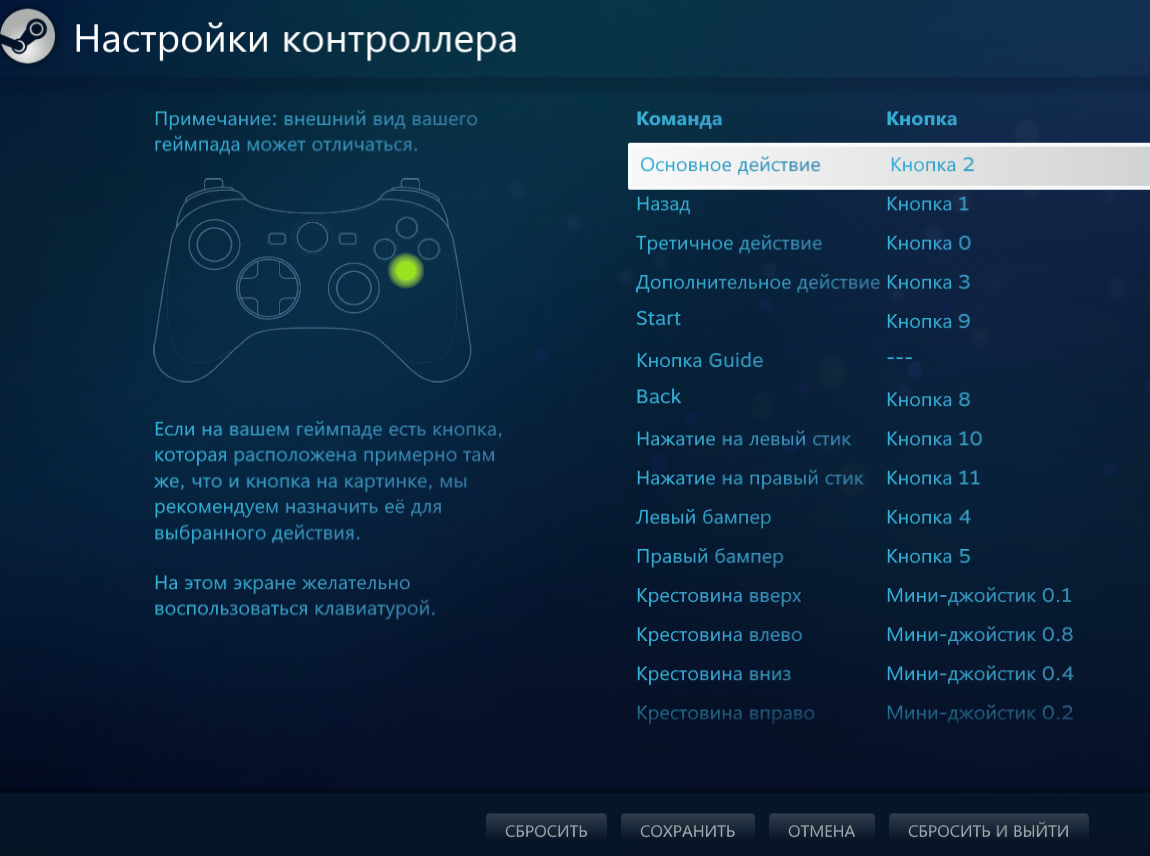 Настройки контроллера
Примечание: внешний вид вашего
геймпада может отличаться.
Если на вашем геймпаде есть кнопка,
которая расположена примерно там
же, что и кнопка на картинке, мы
рекомендуем назначить её для
выбранного действия.
На этом экране желательно
воспользоваться клавиатурой.
Команда Кнопка
Основное действие Кнопка 2
Назад Кнопка 1
Третичное действие Кнопка 0
Дополнительное действие Кнопка 3
Start Кнопка 9
Кнопка Guide ---
Back Кнопка 8
Нажатие на левый стик Кнопка 10
Нажатие на правый стик Кнопка 11
Левый бампер Кнопка 4
Правый бампер Кнопка 5
Крестовина вверх Мини-джойстик 0.1
Крестовина влево Мини-джойстик 0.8
Крестовина вниз Мини-джойстик 0.4
Крестовина вправо Мини-джойстик 0.2
СБРОСИТЬ СОХРАНИТЬ ОТМЕНА СБРОСИТЬ И ВЫЙТИ